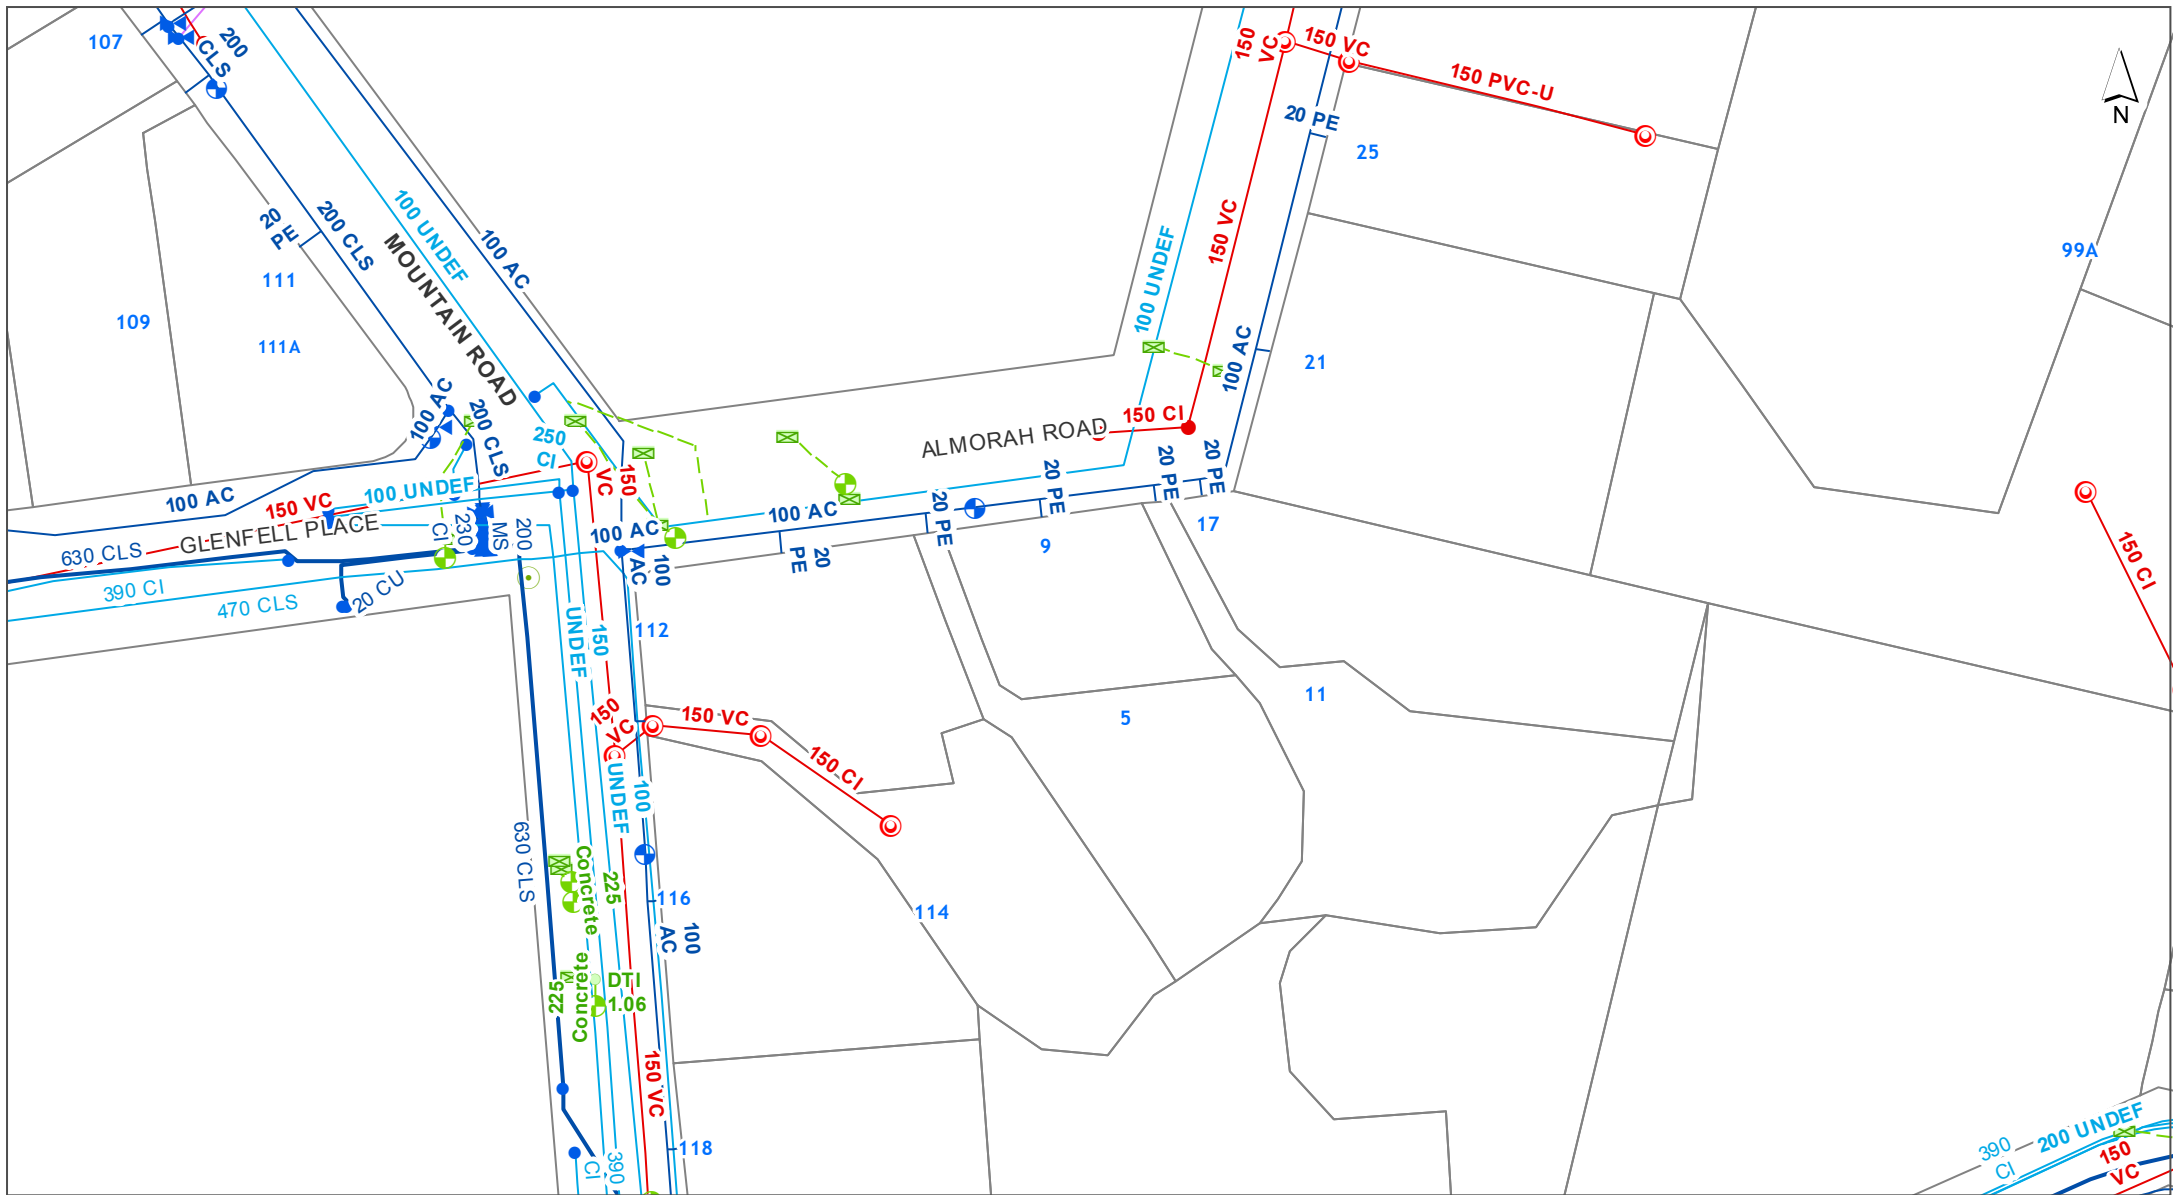 107
200
CLS
150
VC
150 VC
150 PVC-U
N
20 PE
25
99A
20
PE
200 CLS
100 UNDEF
MOUNTAIN ROAD
100 AC
111
109
111A
150 VC
100 UNDEF
100 AC
21
100 AC
200 CLS
250
CI
150 CI
ALMORAH ROAD
150
VC
20 PE
20 PE
20 PE
20 PE
100 AC
150 VC
100 UNDEF
GLENFELL PLACE
CI
230
MS
200
100 AC
100 AC
20
PE
9
17
150 CI
630 CLS
390 CI
470 CLS
20 CU
100
AC
UNDEF
150
112
5
11
150
VC
150 VC
150 CI
UNDEF
100
630 CLS
Concrete
225
116
100
AC
114
225
Concrete
DTI
1.06
150 VC
118
CI
390
390
CI
200 UNDEF
150
VC